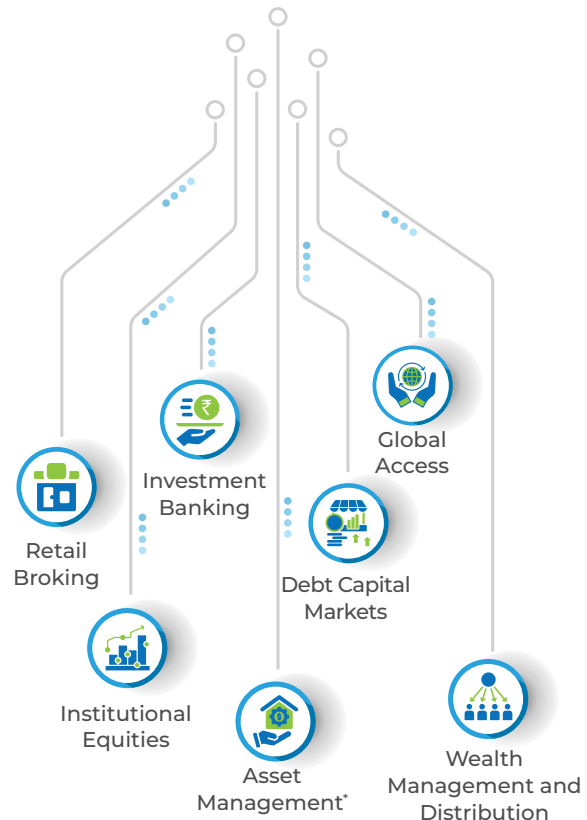 Global
Access
Investment
Banking
Retail
Broking
Debt Capital
Markets
Institutional
Equities
Asset
Management*
Wealth
Management and
Distribution